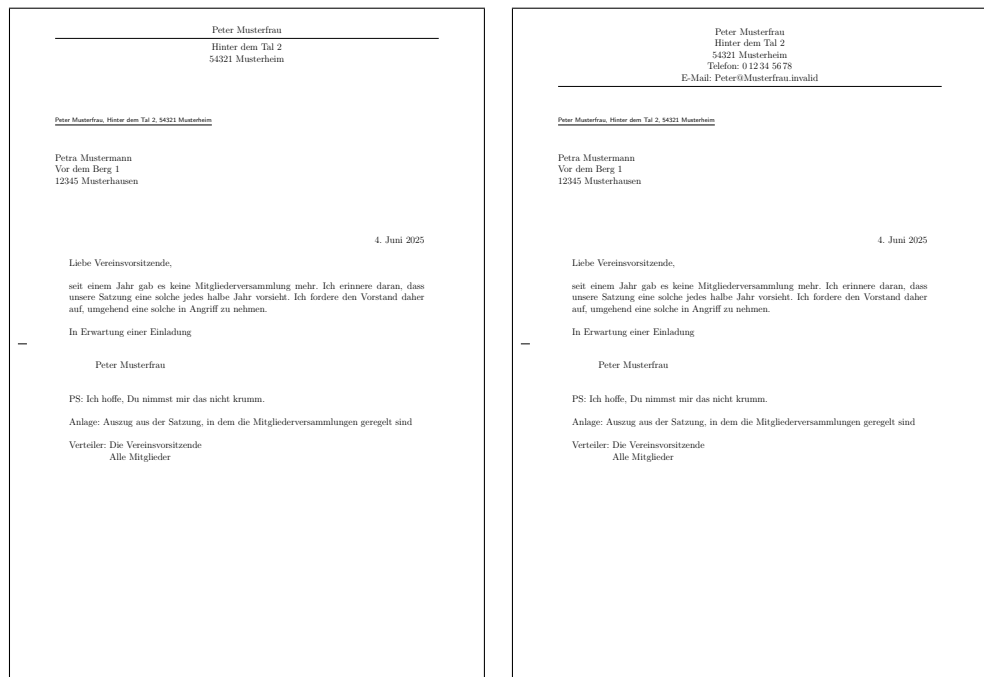 Peter Musterfrau
Hinter dem Tal 2
54321 Musterheim
Peter Musterfrau, Hinter dem Tal 2, 54321 Musterheim
Petra Mustermann
Vor dem Berg 1
12345 Musterhausen
4. Juni 2025
Liebe Vereinsvorsitzende,
seit einem Jahr gab es keine Mitgliederversammlung mehr. Ich erinnere daran, dass
unsere Satzung eine solche jedes halbe Jahr vorsieht. Ich fordere den Vorstand daher
auf, umgehend eine solche in Angriff zu nehmen.
In Erwartung einer Einladung
Peter Musterfrau
PS: Ich hoffe, Du nimmst mir das nicht krumm.
Anlage: Auszug aus der Satzung, in dem die Mitgliederversammlungen geregelt sind
Verteiler: Die Vereinsvorsitzende
Alle Mitglieder
Peter Musterfrau
Hinter dem Tal 2
54321 Musterheim
Telefon: 0 12 34 56 78
E-Mail: Peter@Musterfrau.invalid
Peter Musterfrau, Hinter dem Tal 2, 54321 Musterheim
Petra Mustermann
Vor dem Berg 1
12345 Musterhausen
4. Juni 2025
Liebe Vereinsvorsitzende,
seit einem Jahr gab es keine Mitgliederversammlung mehr. Ich erinnere daran, dass
unsere Satzung eine solche jedes halbe Jahr vorsieht. Ich fordere den Vorstand daher
auf, umgehend eine solche in Angriff zu nehmen.
In Erwartung einer Einladung
Peter Musterfrau
PS: Ich hoffe, Du nimmst mir das nicht krumm.
Anlage: Auszug aus der Satzung, in dem die Mitgliederversammlungen geregelt sind
Verteiler: Die Vereinsvorsitzende
Alle Mitglieder